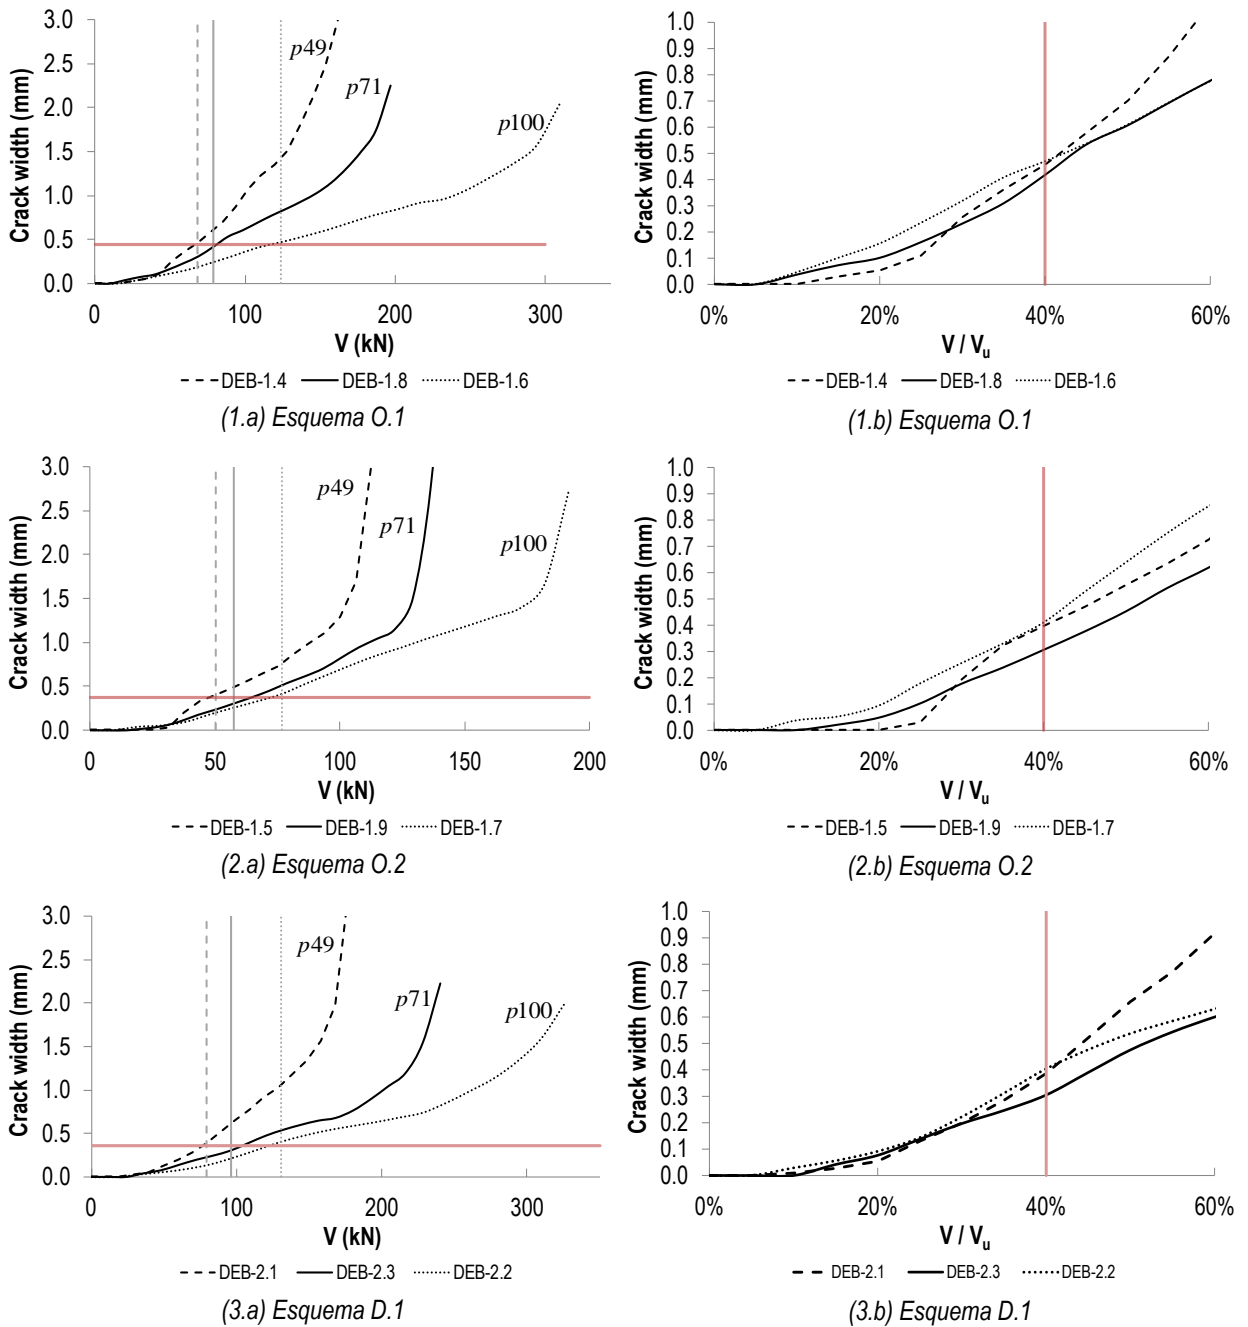 3.0
2.5
2.0
1.5
1.0
0.5
0.0
Crack width (mm)
p49
p71
p100
0 100 200 300
V (kN)
DEB-1.4 DEB-1.8 DEB-1.6
(1.a) Esquema O.1
1.0
0.9
0.8
0.7
0.6
0.5
0.4
0.3
0.2
0.1
0.0
Crack width (mm)
0% 20% 40% 60%
V / Vu
DEB-1.4 DEB-1.8 DEB-1.6
(1.b) Esquema O.1
3.0
2.5
2.0
1.5
1.0
0.5
0.0
Crack width (mm)
p49
p71
p100
0 50 100 150 200
V (kN)
DEB-1.5 DEB-1.9 DEB-1.7
(2.a) Esquema O.2
1.0
0.9
0.8
0.7
0.6
0.5
0.4
0.3
0.2
0.1
0.0
Crack width (mm)
0% 20% 40% 60%
V / Vu
DEB-1.5 DEB-1.9 DEB-1.7
(2.b) Esquema O.2
3.0
2.5
2.0
1.5
1.0
0.5
0.0
Crack width (mm)
p49
p71
p100
0 100 200 300
V (kN)
DEB-2.1 DEB-2.3 DEB-2.2
(3.a) Esquema D.1
1.0
0.9
0.8
0.7
0.6
0.5
0.4
0.3
0.2
0.1
0.0
Crack width (mm)
0% 20% 40% 60%
V / Vu
DEB-2.1 DEB-2.3 DEB-2.2
(3.b) Esquema D.1